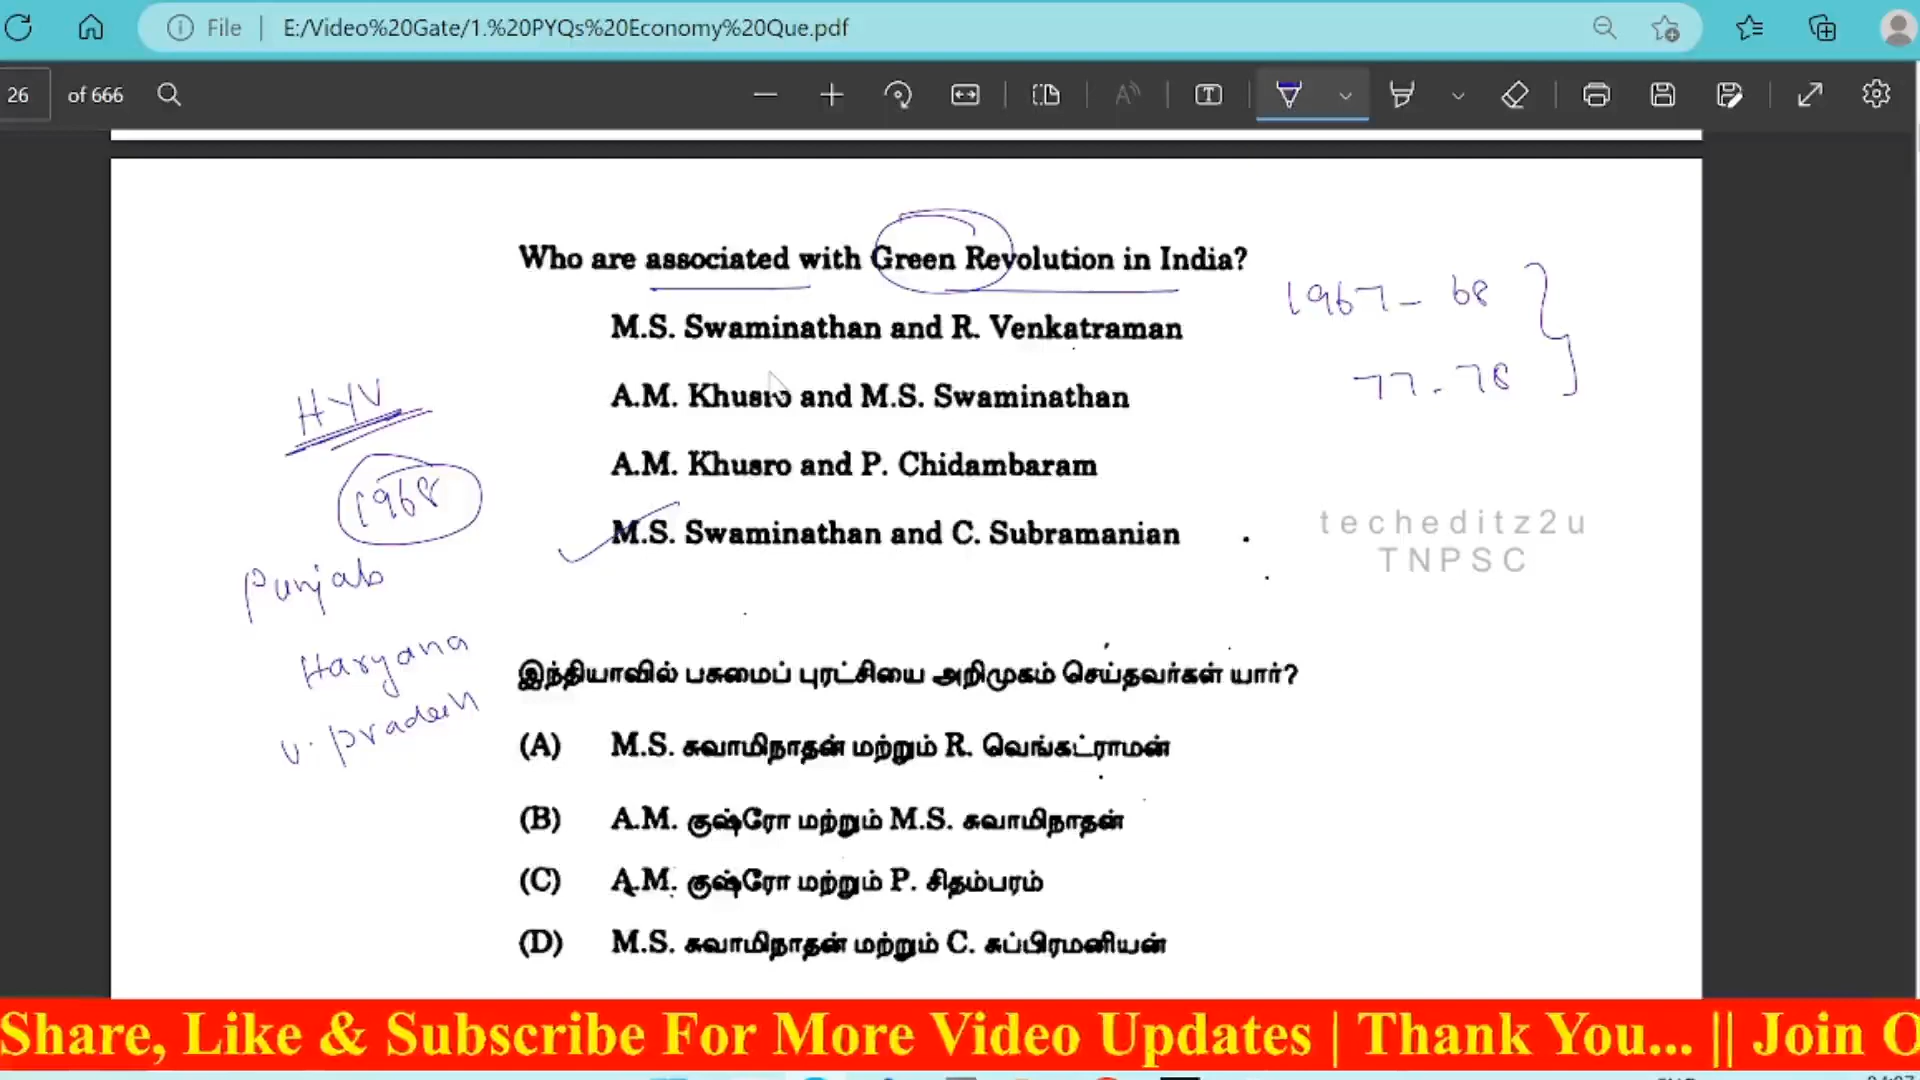 File E:/Video%20Gate/1.%20PYQs%20Economy%20Que.pdf
26 of 666
Who are associated with Green Revolution in India?
1967 - 68
M.S. Swaminathan and R. Venkatraman
77 - 78
HYV
A.M. Khusro and M.S. Swaminathan
A.M. Khusro and P. Chidambaram
1968
M.S. Swaminathan and C. Subramanian
techeditz2u
TNPSC
Punjab
Haryana
U. Pradesh
இந்தியாவில் பசுமைப் புரட்சியை அறிமுகம் செய்தவர்கள் யார்?
(A) M.S. சுவாமிநாதன் மற்றும் R. வெங்கட்ராமன்
(B) A.M. குஷ்ரோ மற்றும் M.S. சுவாமிநாதன்
(C) A.M. குஷ்ரோ மற்றும் P. சிதம்பரம்
(D) M.S. சுவாமிநாதன் மற்றும் C. சுப்பிரமனியன்
Share, Like & Subscribe For More Video Updates | Thank You... || Join O